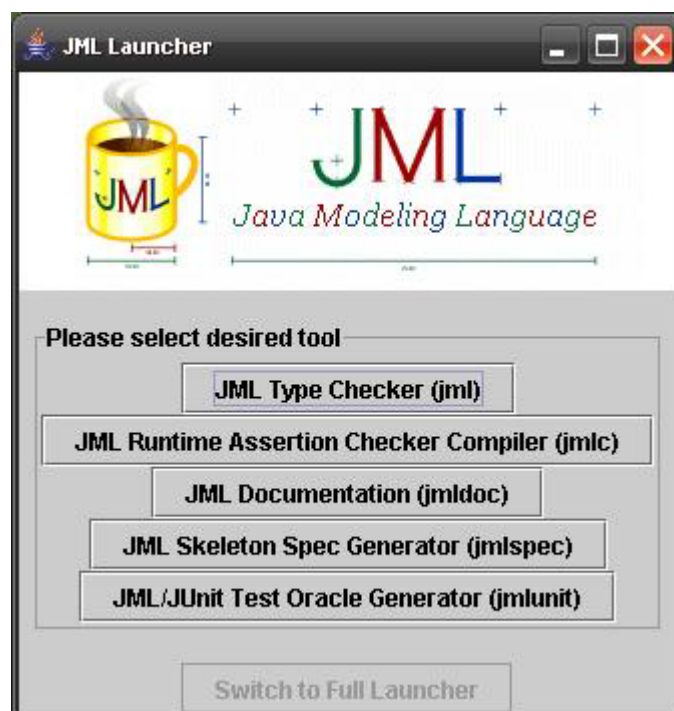 JML Launcher
JML
JML
Java Modeling Language
Please select desired tool
JML Type Checker (jml)
JML Runtime Assertion Checker Compiler (jmlc)
JML Documentation (jmldoc)
JML Skeleton Spec Generator (jmlspec)
JML/JUnit Test Oracle Generator (jmlunit)
Switch to Full Launcher